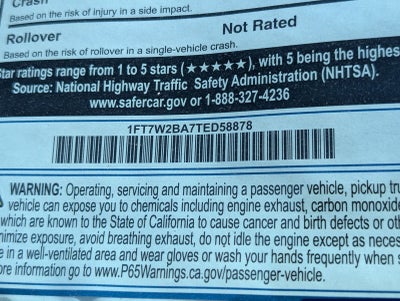 Crash
Based on the risk of injury in a side impact.
Rollover Not Rated
Based on the risk of rollover in a single-vehicle crash.
Star ratings range from 1 to 5 stars (★★★★★), with 5 being the highes
Source: National Highway Traffic Safety Administration (NHTSA).
www.safercar.gov or 1-888-327-4236
1FT7W2BA7TED58878
WARNING: Operating, servicing and maintaining a passenger vehicle, pickup tru
vehicle can expose you to chemicals including engine exhaust, carbon monoxide
which are known to the State of California to cause cancer and birth defects or oth
nimize exposure, avoid breathing exhaust, do not idle the engine except as neces
e in a well-ventilated area and wear gloves or wash your hands frequently when s
ore information go to www.P65Warnings.ca.gov/passenger-vehicle.